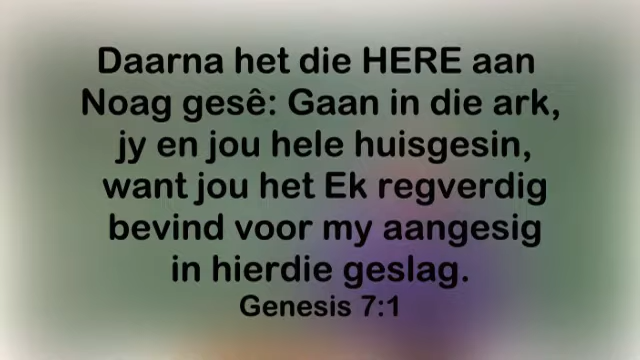 Daarna het die HERE aan
Noag gesê: Gaan in die ark,
jy en jou hele huisgesin,
want jou het Ek regverdig
bevind voor my aangesig
in hierdie geslag.
Genesis 7:1